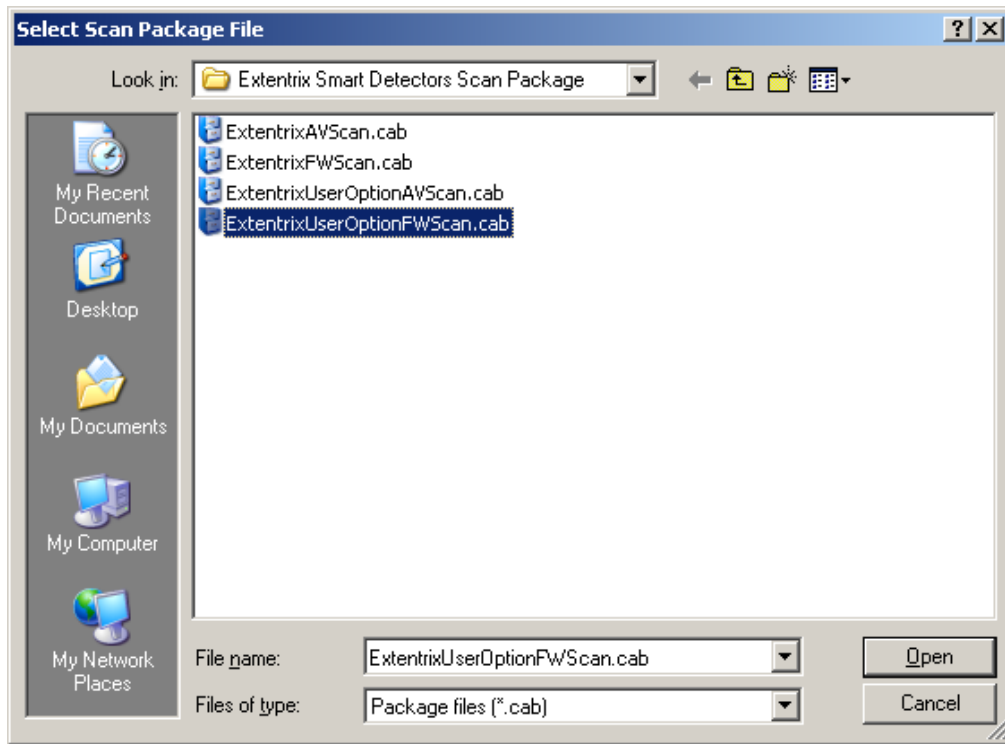 Select Scan Package File
Look in: Extentrix Smart Detectors Scan Package
My Recent
Documents
Desktop
My Documents
My Computer
My Network
Places
ExtentrixAVScan.cab
ExtentrixFWScan.cab
ExtentrixUserOptionAVScan.cab
ExtentrixUserOptionFWScan.cab
File name: ExtentrixUserOptionFWScan.cab Open
Files of type: Package files (*.cab) Cancel